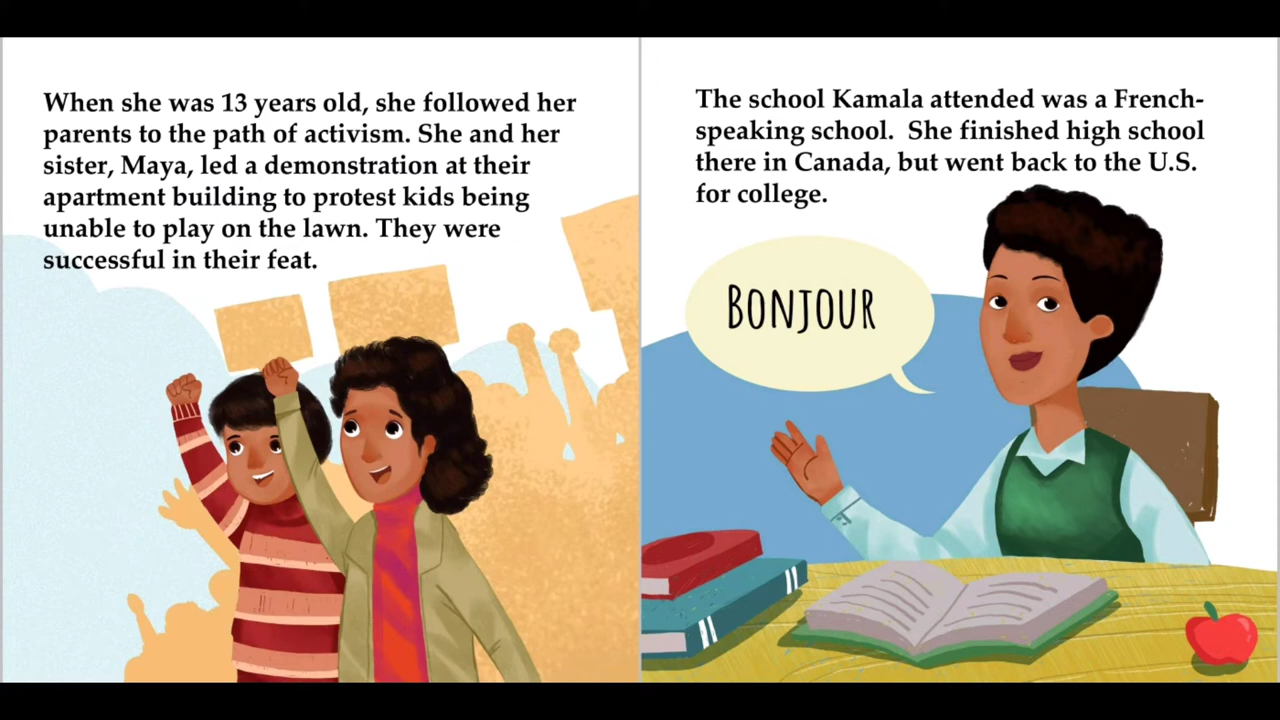 When she was 13 years old, she followed her
parents to the path of activism. She and her
sister, Maya, led a demonstration at their
apartment building to protest kids being
unable to play on the lawn. They were
successful in their feat.
The school Kamala attended was a French-
speaking school.  She finished high school
there in Canada, but went back to the U.S.
for college.
BONJOUR